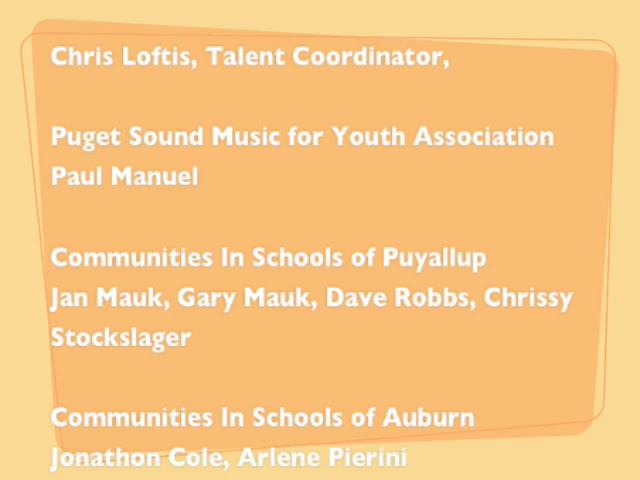 Chris Loftis, Talent Coordinator,
Puget Sound Music for Youth Association
Paul Manuel
Communities In Schools of Puyallup
Jan Mauk, Gary Mauk, Dave Robbs, Chrissy
Stockslager
Communities In Schools of Auburn
Jonathon Cole, Arlene Pierini